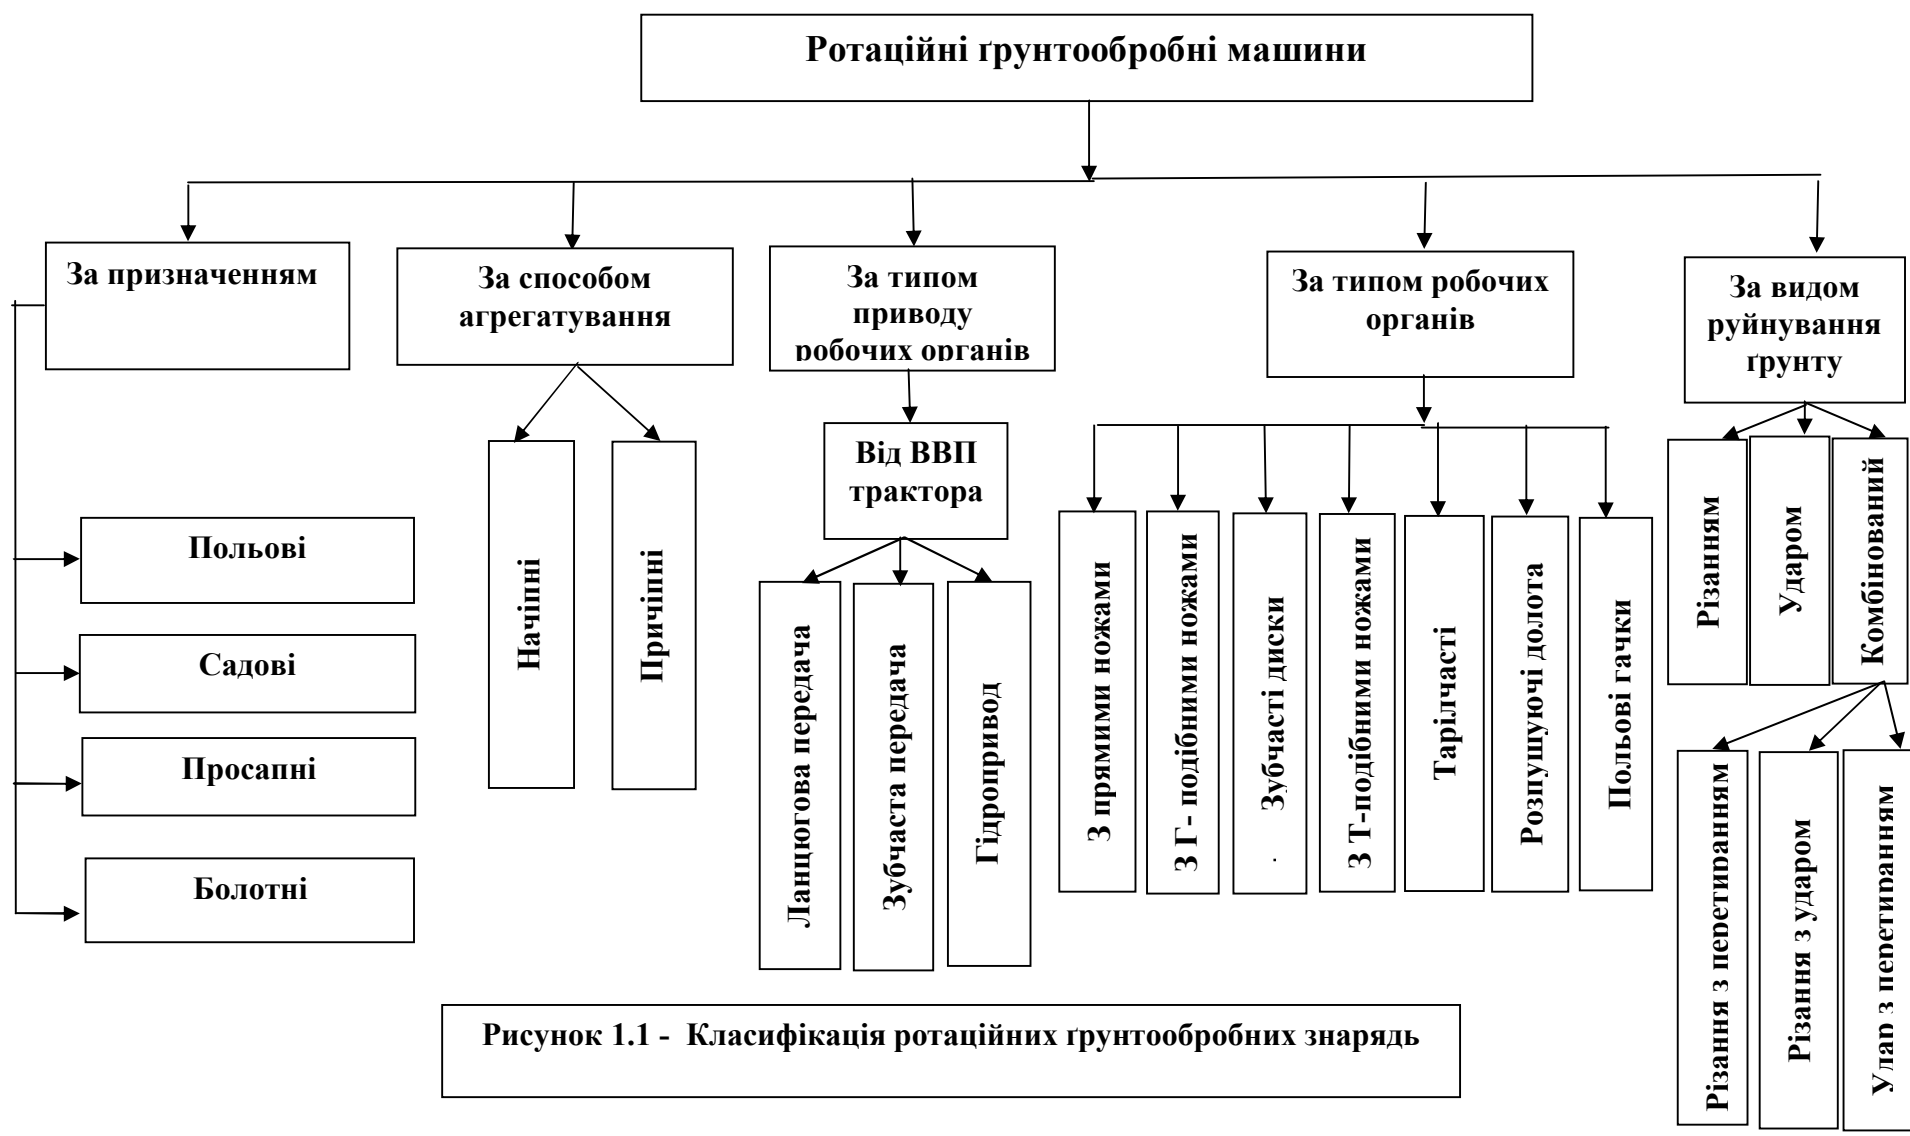 Ротаційні ґрунтообробні машини
За призначенням
За способом
агрегатування
За типом
приводу
робочих органів
За типом робочих
органів
За видом
руйнування
ґрунту
Від ВВП
трактора
Польові
Садові
Просапні
Болотні
Начіпні
Причіпні
Ланцюгова передача
Зубчаста передача
Гідропривод
З прямими ножами
З Г- подібними ножами
. Зубчасті диски
З Т-подібними ножами
Тарілчасті
Розпушуючі долота
Польові гачки
Різанням
Ударом
Комбінований
Різання з перетиранням
Різання з ударом
Удар з перетиранням
Рисунок 1.1 - Класифікація ротаційних ґрунтообробних знарядь